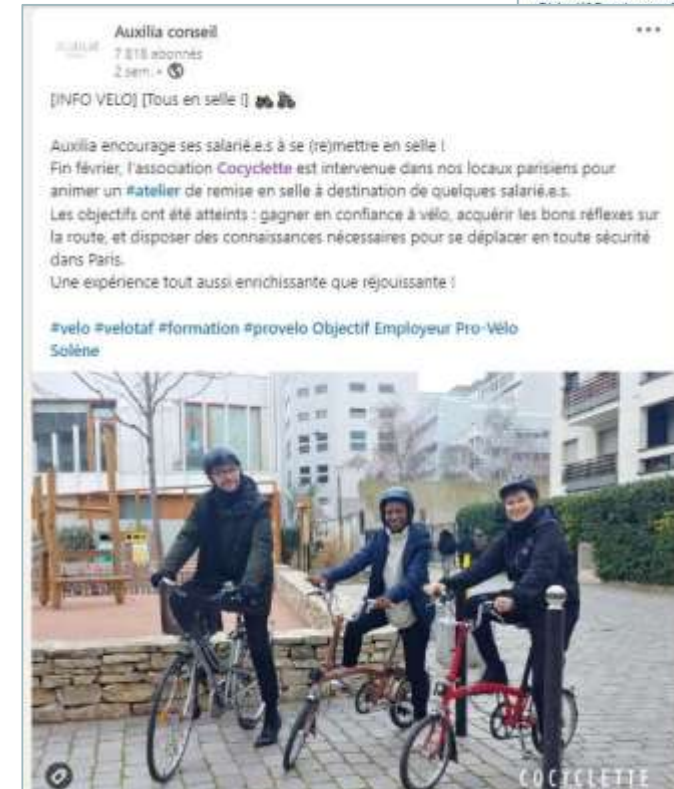 Auxilia conseil
7 818 abonnés
2 sem. •
[INFO VELO] [Tous en selle !]
Auxilia encourage ses salarié.e.s à se (re)mettre en selle !
Fin février, l'association Cocyclette est intervenue dans nos locaux parisiens pour
animer un #atelier de remise en selle à destination de quelques salarié.e.s.
Les objectifs ont été atteints : gagner en confiance à vélo, acquérir les bons réflexes sur
la route, et disposer des connaissances nécessaires pour se déplacer en toute sécurité
dans Paris.
Une expérience tout aussi enrichissante que réjouissante !
#velo #velotaf #formation #provelo Objectif Employeur Pro-Vélo
Solène
COCYCLETTE